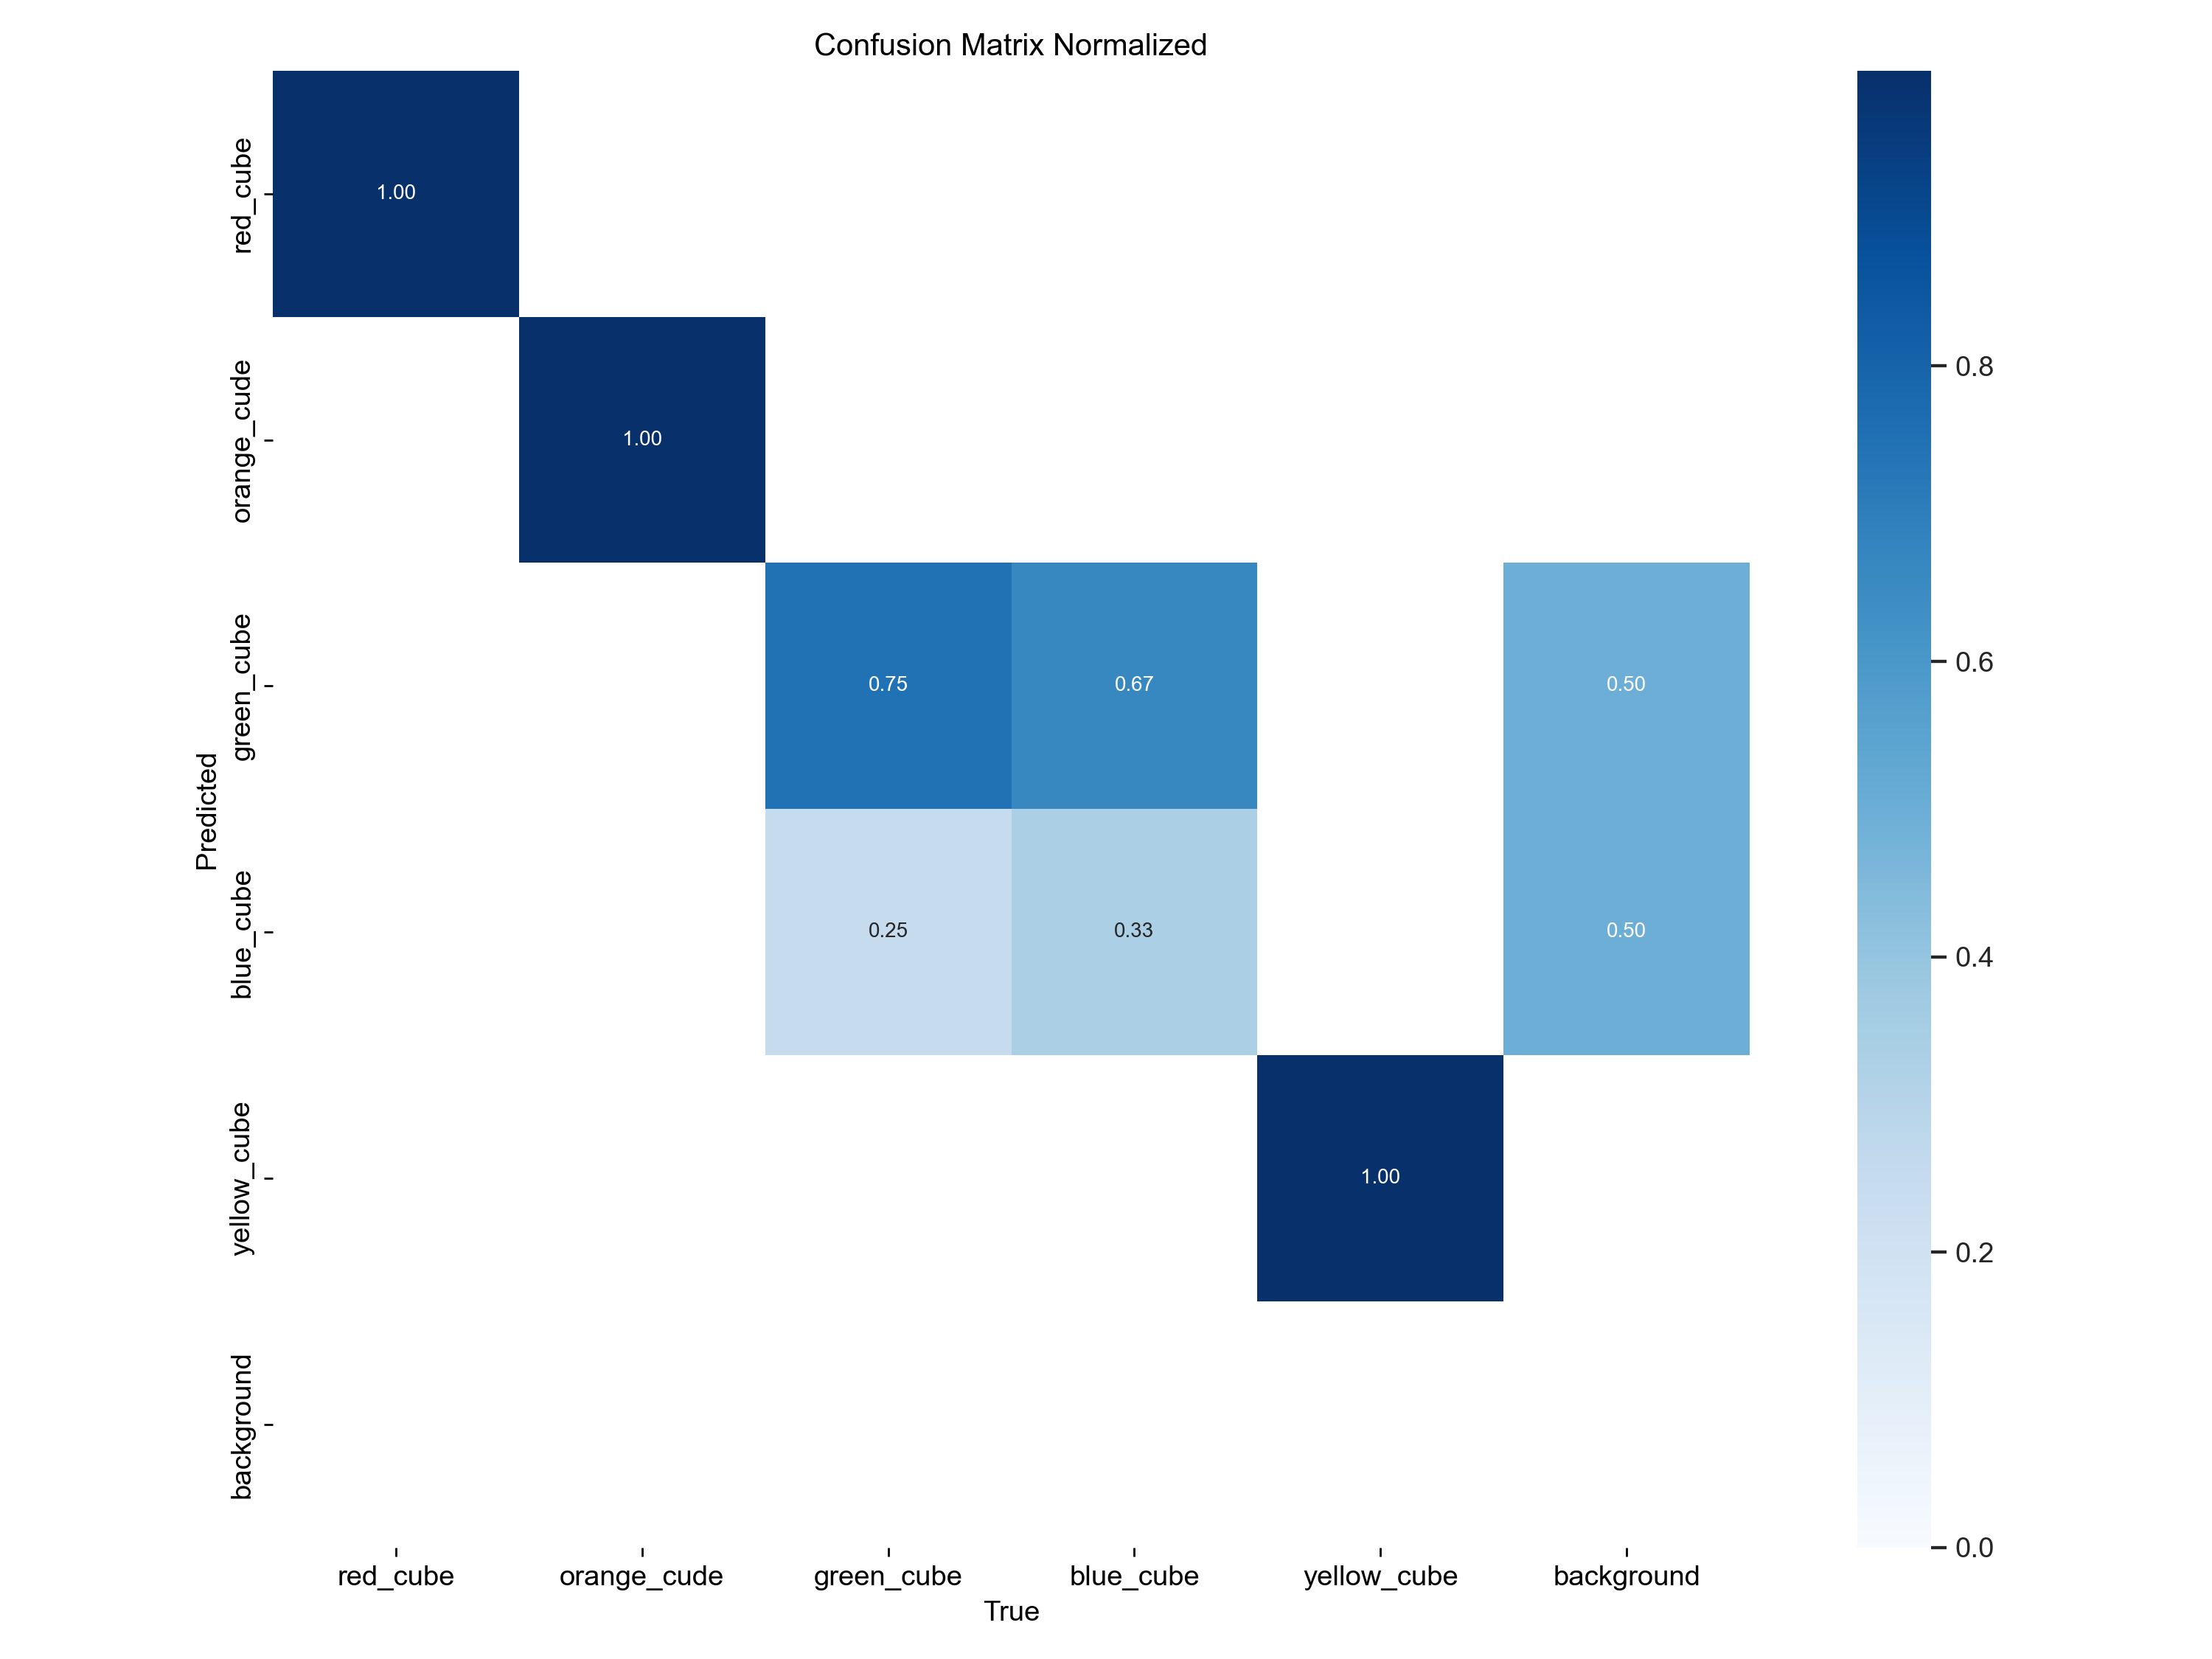 Confusion Matrix Normalized
red_cube
1.00
orange_cude
1.00
0.8
green_cube
0.75
0.67
0.50
0.6
Predicted
blue_cube
0.25
0.33
0.50
0.4
yellow_cube
1.00
0.2
background
0.0
red_cube
orange_cude
green_cube
blue_cube
yellow_cube
background
True